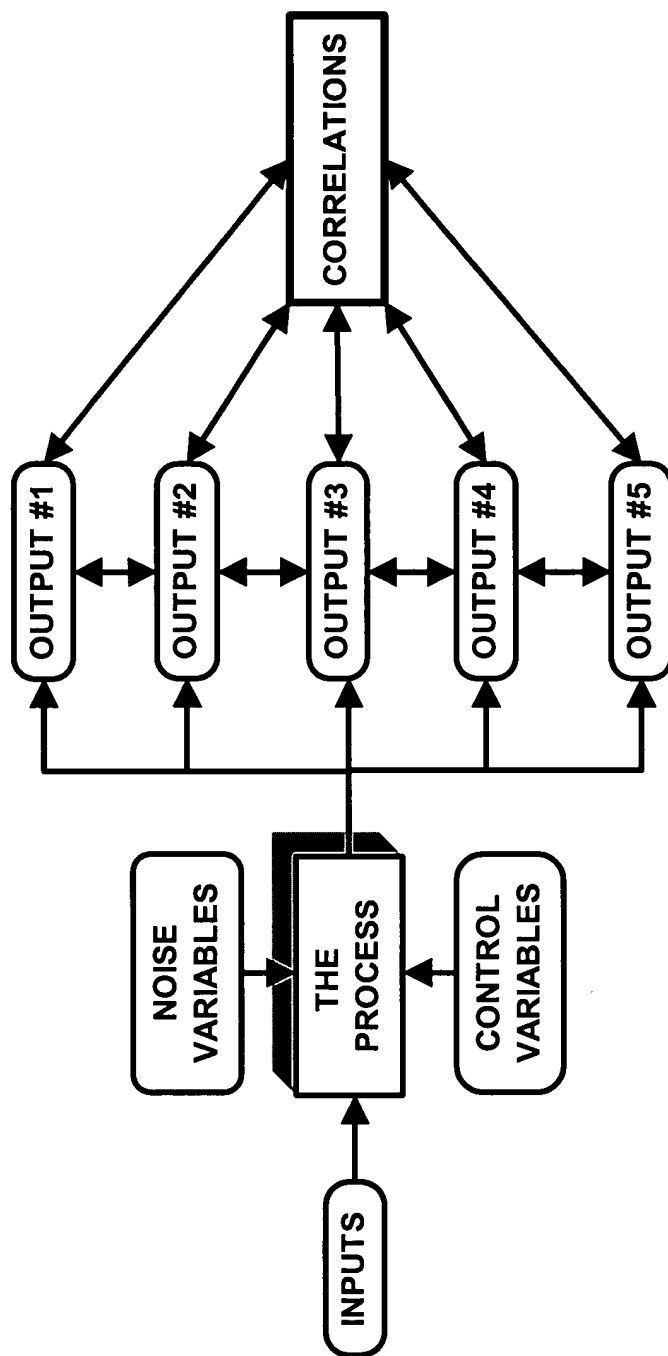 INPUTS
NOISE
VARIABLES
THE
PROCESS
CONTROL
VARIABLES
OUTPUT #1
OUTPUT #2
OUTPUT #3
OUTPUT #4
OUTPUT #5
CORRELATIONS